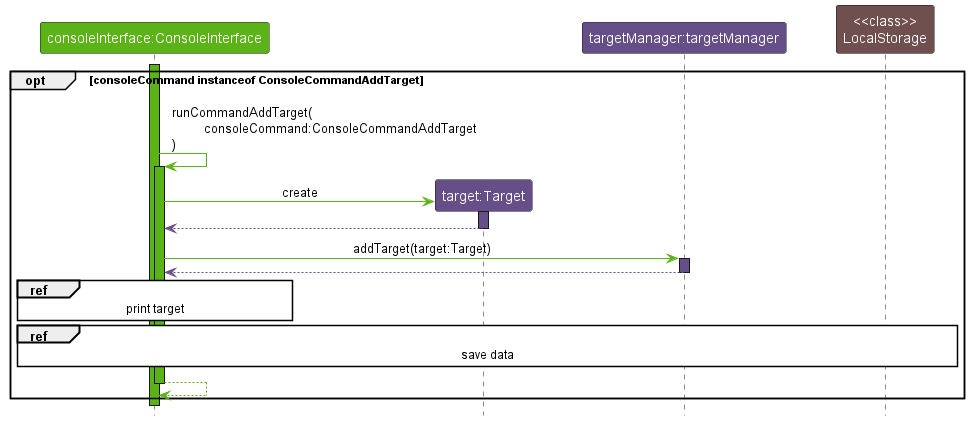 <<class>>
consoleInterface:ConsoleInterface
targetManager:targetManager
LocalStorage
opt
[consoleCommand instanceof ConsoleCommandAddTarget]
runCommandAddTarget(
consoleCommand:ConsoleCommandAddTarget
)
create
target:Target
addTarget(target:Target)
ref
print target
ref
save data